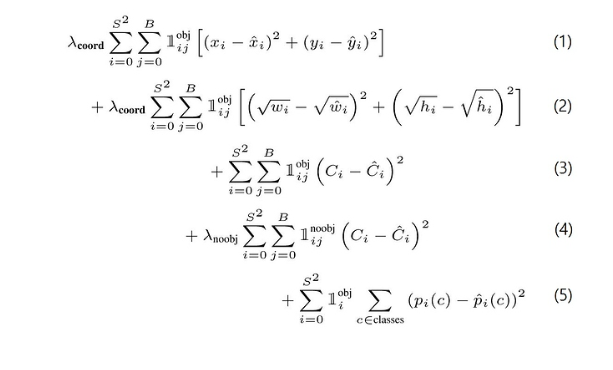 λcoord ∑_{i=0}^{S²} ∑_{j=0}^{B} 𝟙_{ij}^{obj} [(x_i − x̂_i)² + (y_i − ŷ_i)²] (1)
+ λcoord ∑_{i=0}^{S²} ∑_{j=0}^{B} 𝟙_{ij}^{obj} [(√w_i − √ŵ_i)² + (√h_i − √ĥ_i)²] (2)
+ ∑_{i=0}^{S²} ∑_{j=0}^{B} 𝟙_{ij}^{obj} (C_i − Ĉ_i)² (3)
+ λnoobj ∑_{i=0}^{S²} ∑_{j=0}^{B} 𝟙_{ij}^{noobj} (C_i − Ĉ_i)² (4)
+ ∑_{i=0}^{S²} 𝟙_{i}^{obj} ∑_{c∈classes} (p_i(c) − p̂_i(c))² (5)